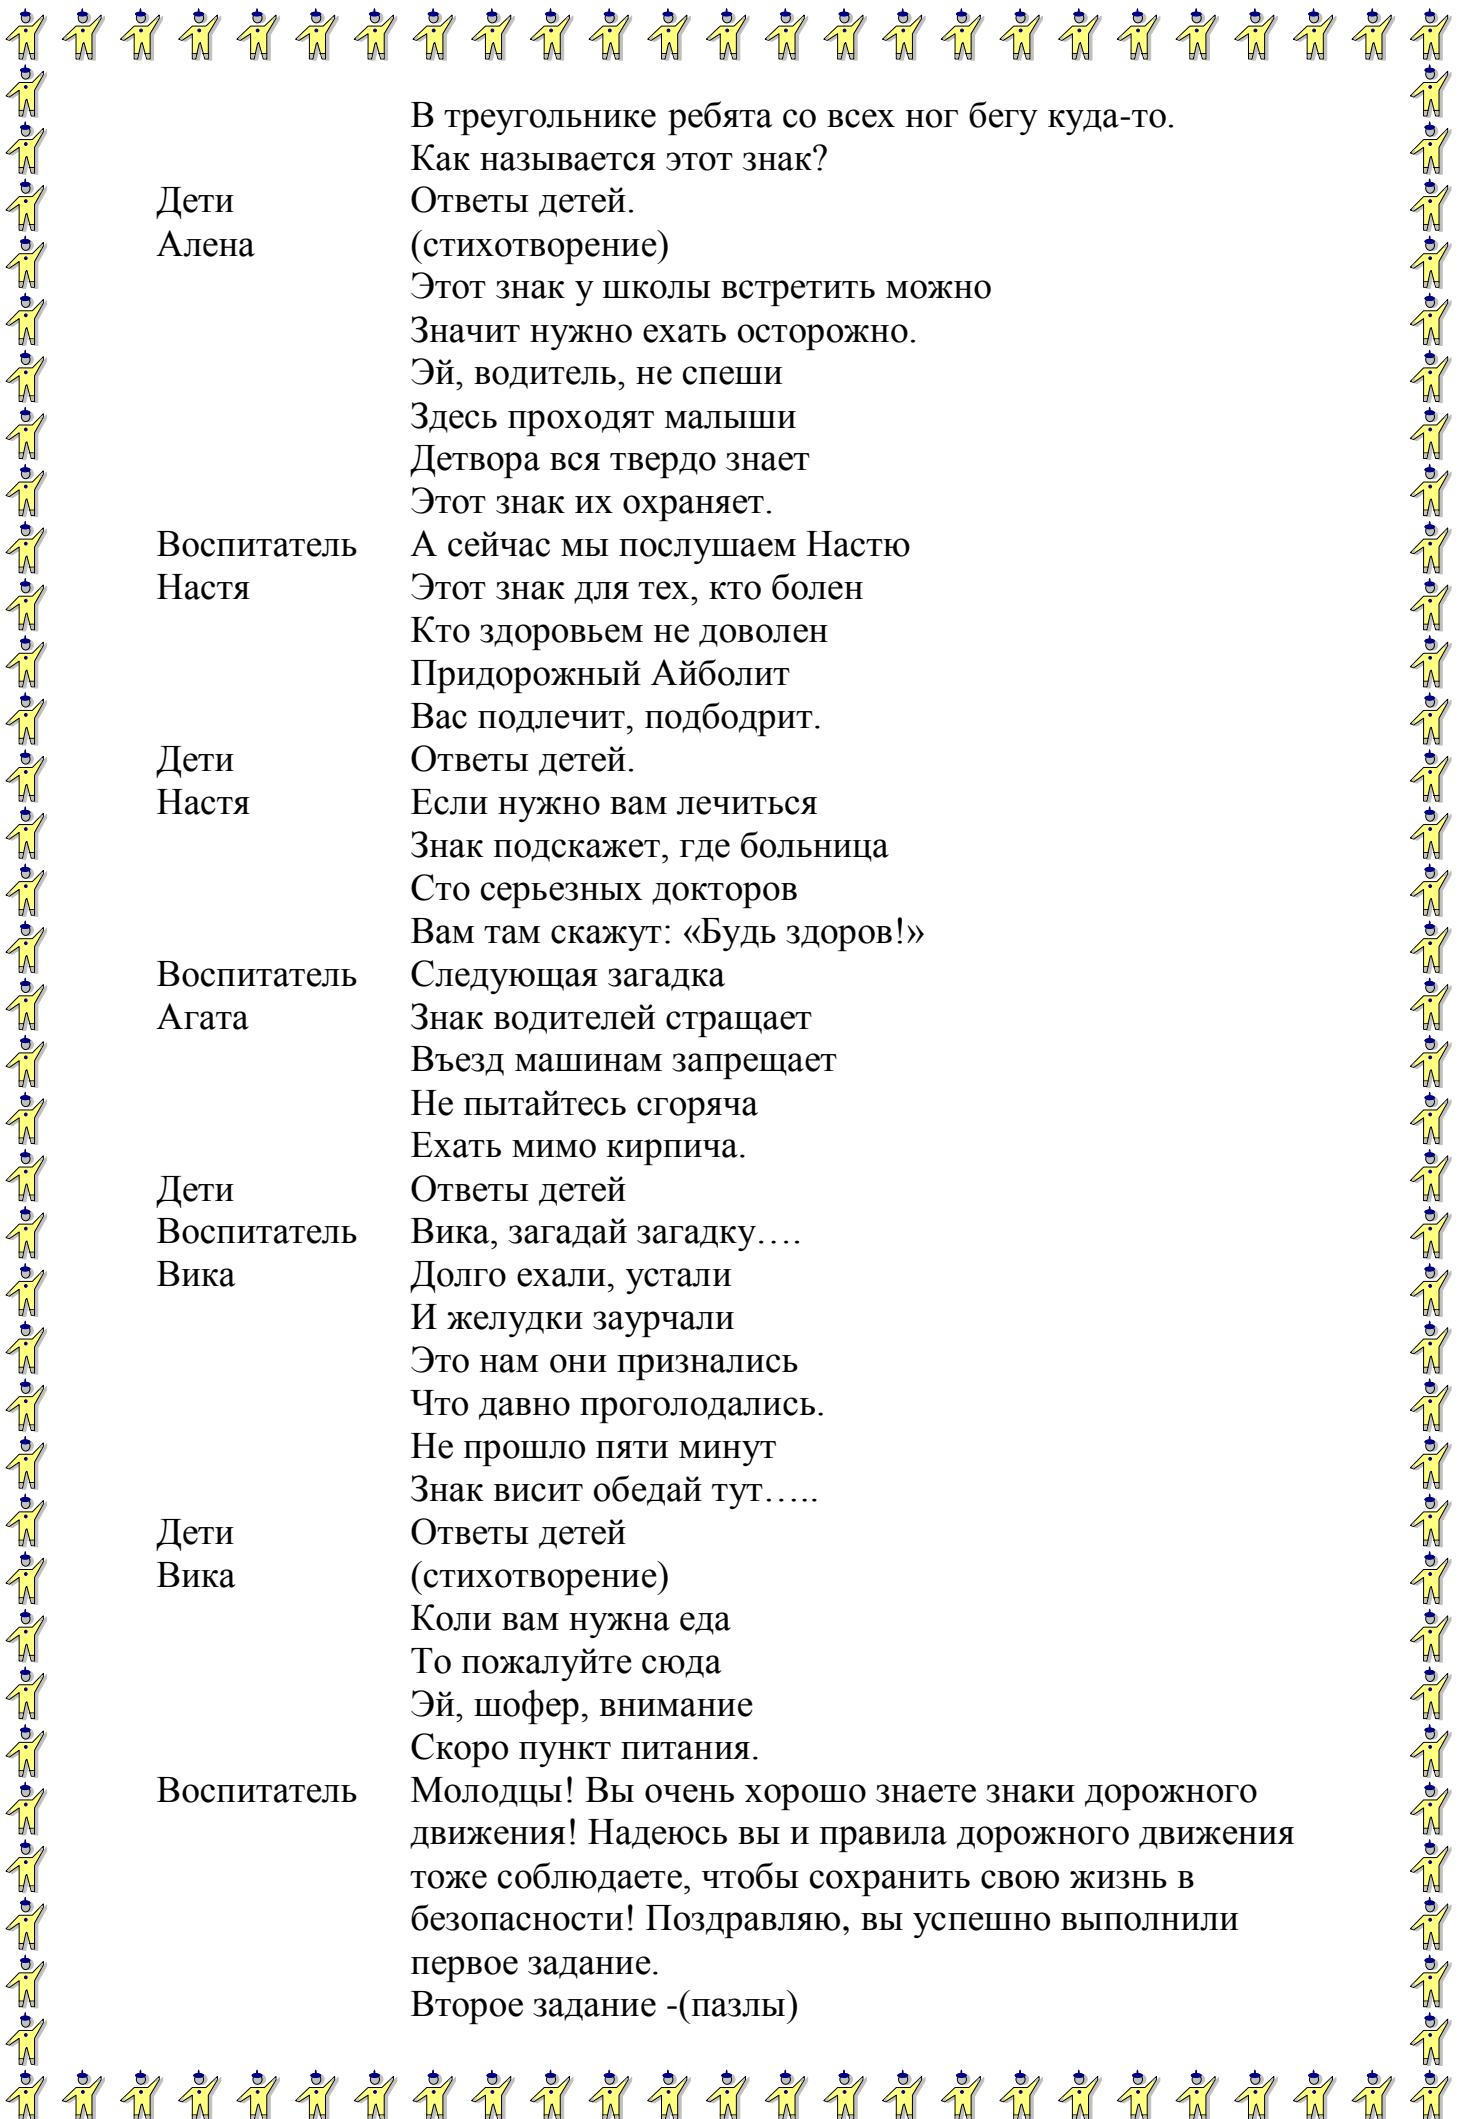 В треугольнике ребята со всех ног бегу куда-то.
Как называется этот знак?
Дети Ответы детей.
Алена (стихотворение)
Этот знак у школы встретить можно
Значит нужно ехать осторожно.
Эй, водитель, не спеши
Здесь проходят малыши
Детвора вся твердо знает
Этот знак их охраняет.
Воспитатель А сейчас мы послушаем Настю
Настя Этот знак для тех, кто болен
Кто здоровьем не доволен
Придорожный Айболит
Вас подлечит, подбодрит.
Дети Ответы детей.
Настя Если нужно вам лечиться
Знак подскажет, где больница
Сто серьезных докторов
Вам там скажут: «Будь здоров!»
Воспитатель Следующая загадка
Агата Знак водителей стращает
Въезд машинам запрещает
Не пытайтесь сгоряча
Ехать мимо кирпича.
Дети Ответы детей
Воспитатель Вика, загадай загадку….
Вика Долго ехали, устали
И желудки заурчали
Это нам они признались
Что давно проголодались.
Не прошло пяти минут
Знак висит обедай тут…..
Дети Ответы детей
Вика (стихотворение)
Коли вам нужна еда
То пожалуйте сюда
Эй, шофер, внимание
Скоро пункт питания.
Воспитатель Молодцы! Вы очень хорошо знаете знаки дорожного
движения! Надеюсь вы и правила дорожного движения
тоже соблюдаете, чтобы сохранить свою жизнь в
безопасности! Поздравляю, вы успешно выполнили
первое задание.
Второе задание -(пазлы)